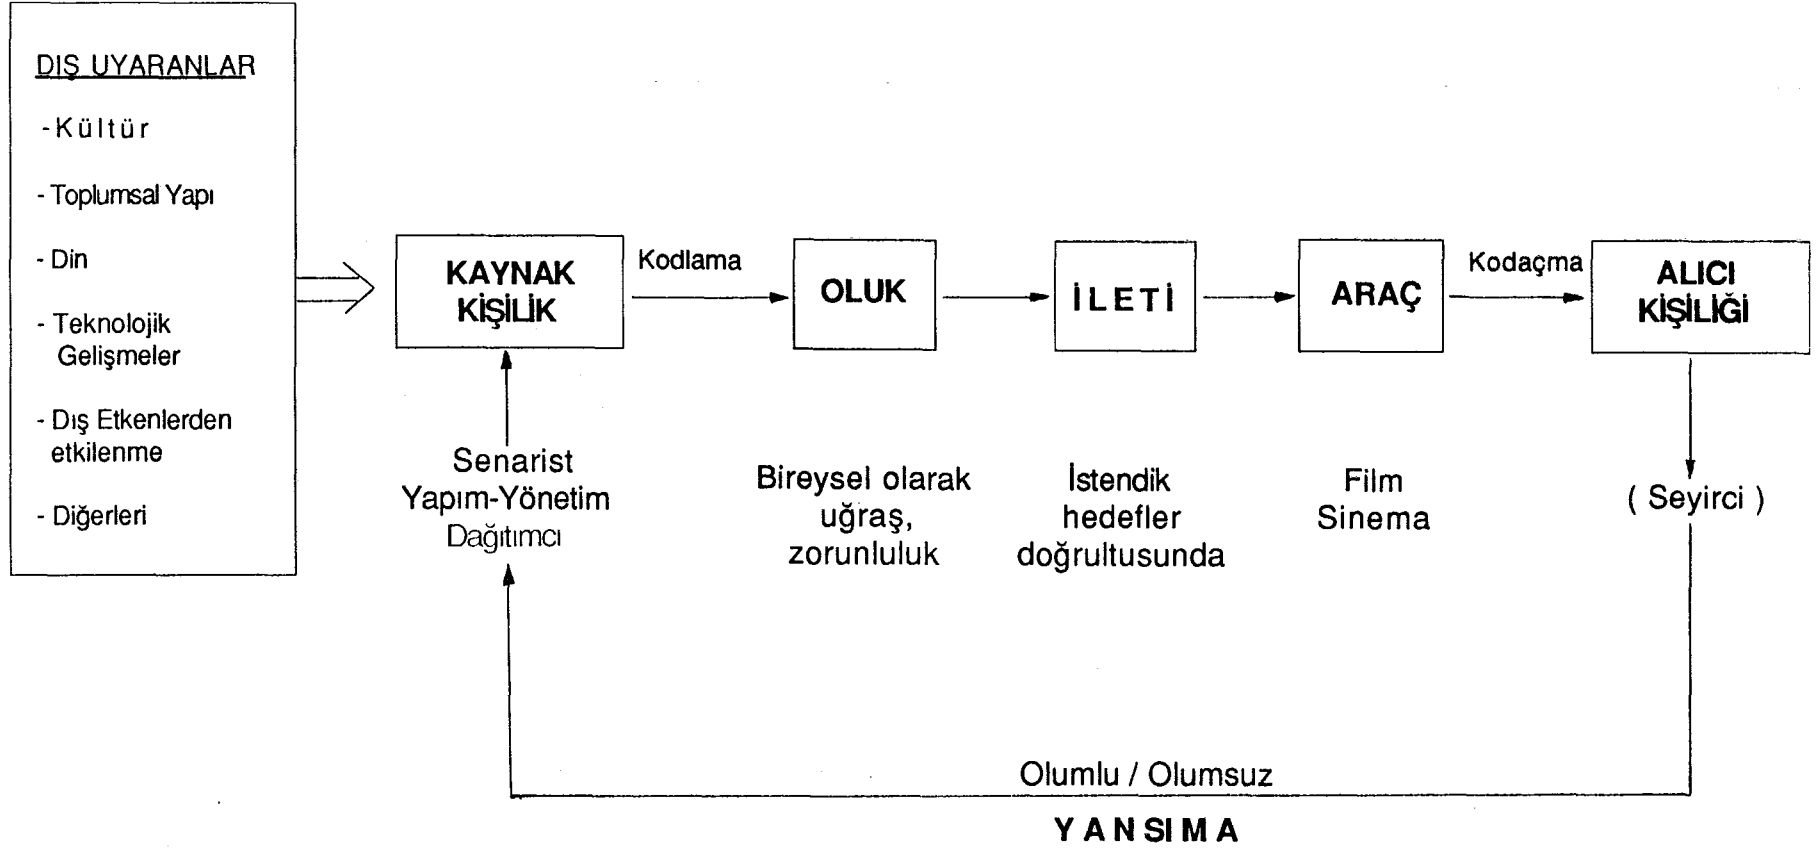 DIŞ UYARANLAR
- Kültür
- Toplumsal Yapı
- Din
- Teknolojik
Gelişmeler
- Dış Etkenlerden
etkilenme
- Diğerleri
KAYNAK
KİŞİLİK
Kodlama
OLUK
İLETİ
ARAÇ
Kodaçma
ALICI
KİŞİLİĞİ
Senarist
Yapım-Yönetim
Dağıtımcı
Bireysel olarak
uğraş,
zorunluluk
İstendik
hedefler
doğrultusunda
Film
Sinema
( Seyirci )
Olumlu / Olumsuz
YANSIMA